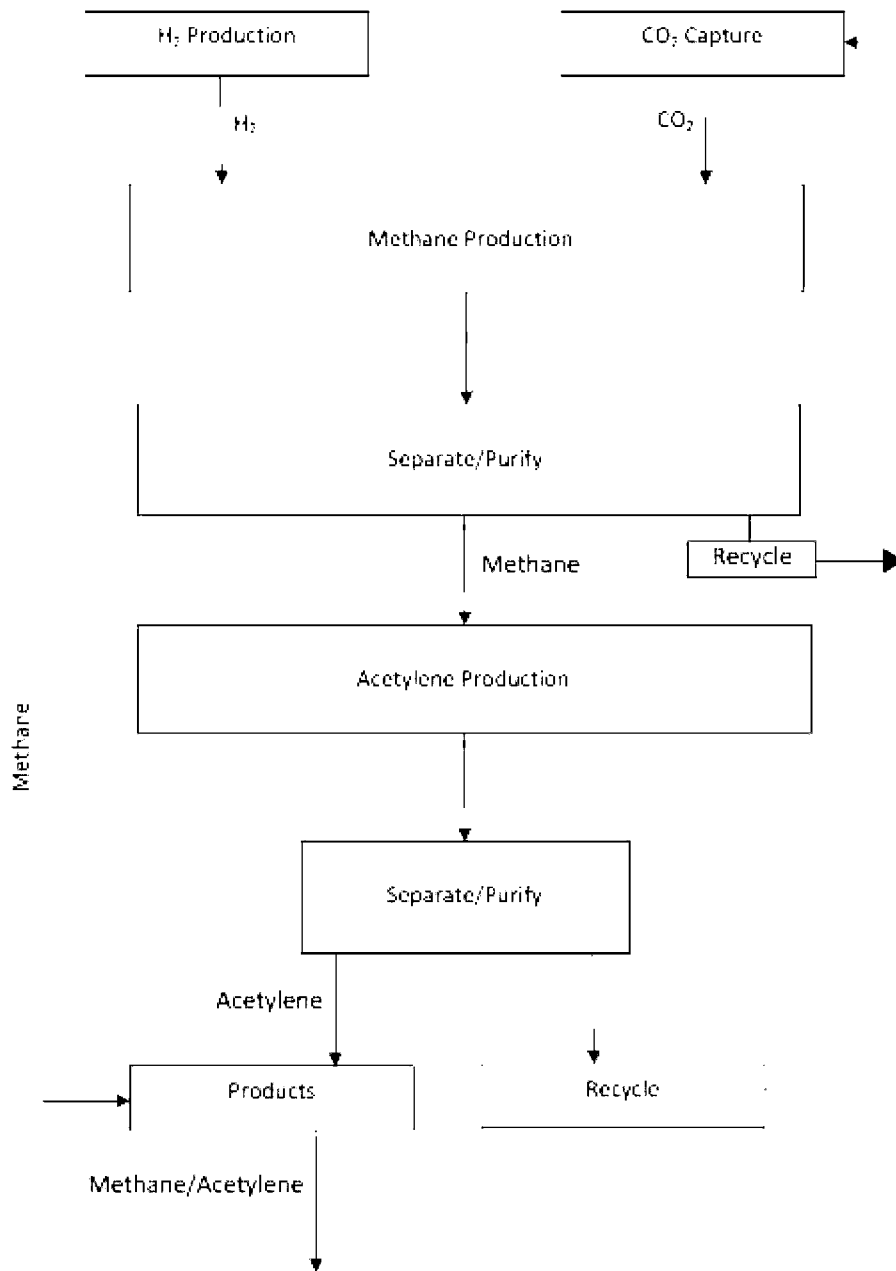 H₂ Production
CO₂ Capture
H₂
CO₂
Methane Production
Separate/Purify
Methane
Recycle
Acetylene Production
Methane
Separate/Purify
Acetylene
Products
Recycle
Methane/Acetylene